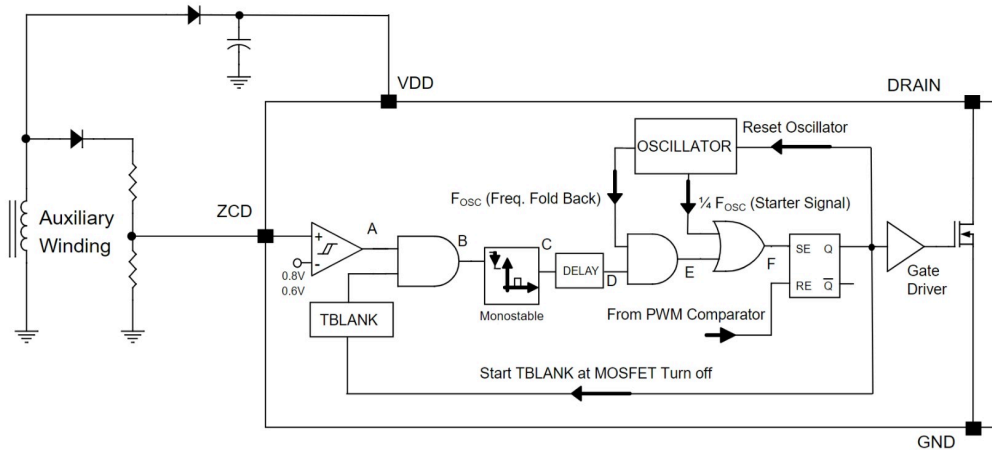 VDD
DRAIN
Reset Oscillator
OSCILLATOR
Auxiliary
Winding
ZCD
FOSC (Freq. Fold Back)
¼ FOSC (Starter Signal)
+
-
0.8V
0.6V
A
B
C
D
E
F
TBLANK
Monostable
DELAY
SE Q
RE Q̅
Gate
Driver
From PWM Comparator
Start TBLANK at MOSFET Turn off
GND